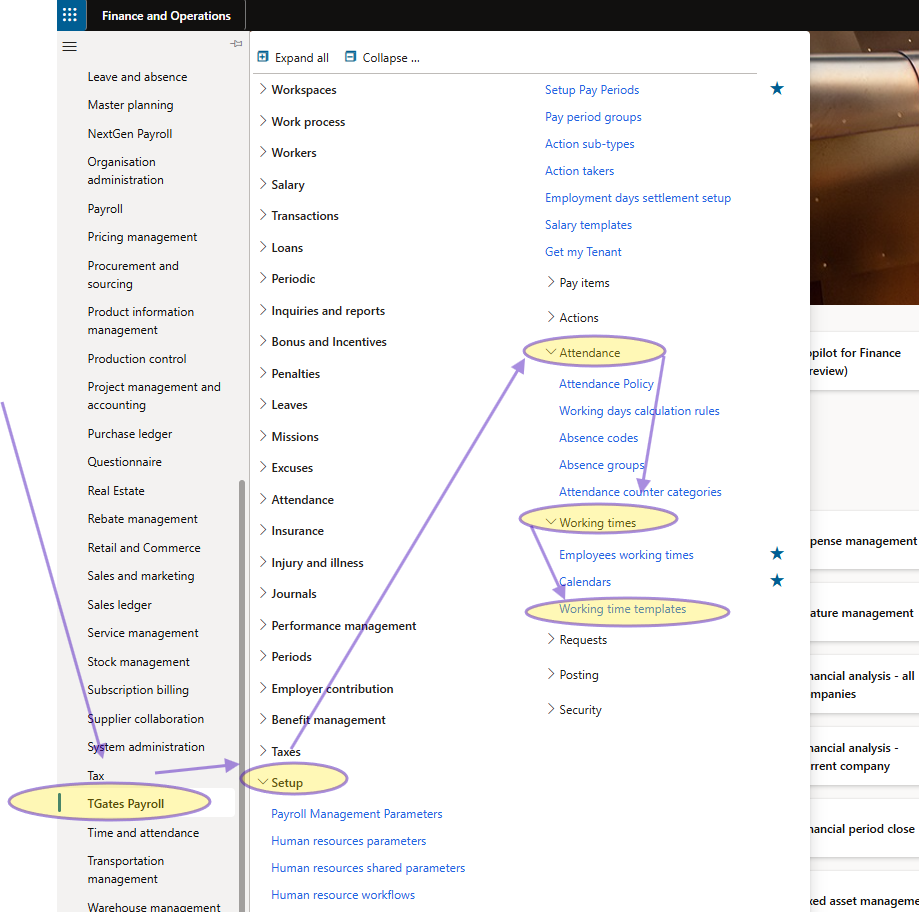 Finance and Operations
Leave and absence
Master planning
NextGen Payroll
Organisation
administration
Payroll
Pricing management
Procurement and
sourcing
Product information
management
Production control
Project management and
accounting
Purchase ledger
Questionnaire
Real Estate
Rebate management
Retail and Commerce
Sales and marketing
Sales ledger
Service management
Stock management
Subscription billing
Supplier collaboration
System administration
Tax
TGates Payroll
Time and attendance
Transportation
management
Warehouse management
Expand all
Collapse ...
Workspaces
Work process
Workers
Salary
Transactions
Loans
Periodic
Inquiries and reports
Bonus and Incentives
Penalties
Leaves
Missions
Excuses
Attendance
Insurance
Injury and illness
Journals
Performance management
Periods
Employer contribution
Benefit management
Taxes
Setup
Payroll Management Parameters
Human resources parameters
Human resources shared parameters
Human resource workflows
Setup Pay Periods
Pay period groups
Action sub-types
Action takers
Employment days settlement setup
Salary templates
Get my Tenant
Pay items
Actions
Attendance
Attendance Policy
Working days calculation rules
Absence codes
Absence groups
Attendance counter categories
Working times
Employees working times
Calendars
Working time templates
Requests
Posting
Security
opilot for Finance
review)
pense management
ature management
nancial analysis - all
mpanies
nancial analysis -
rrent company
nancial period close
xed asset manageme